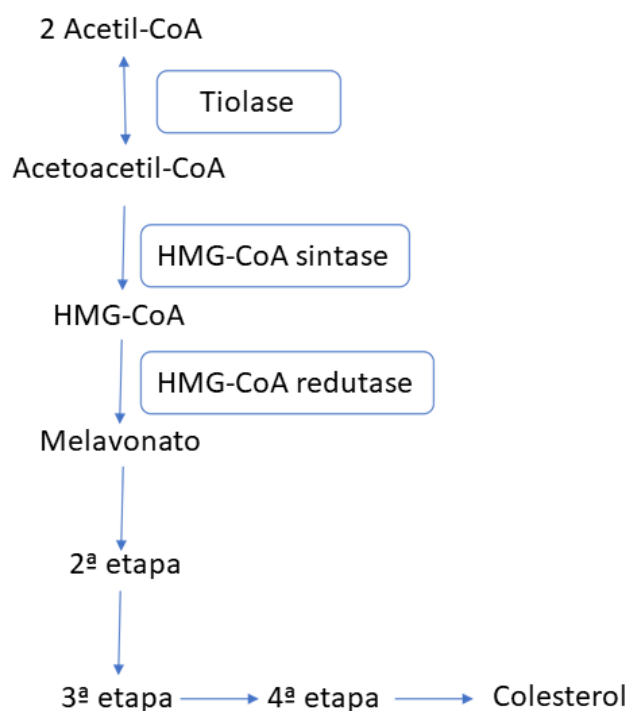 2 Acetil-CoA
Tiolase
Acetoacetil-CoA
HMG-CoA sintase
HMG-CoA
HMG-CoA redutase
Melavonato
2ª etapa
3ª etapa 4ª etapa Colesterol